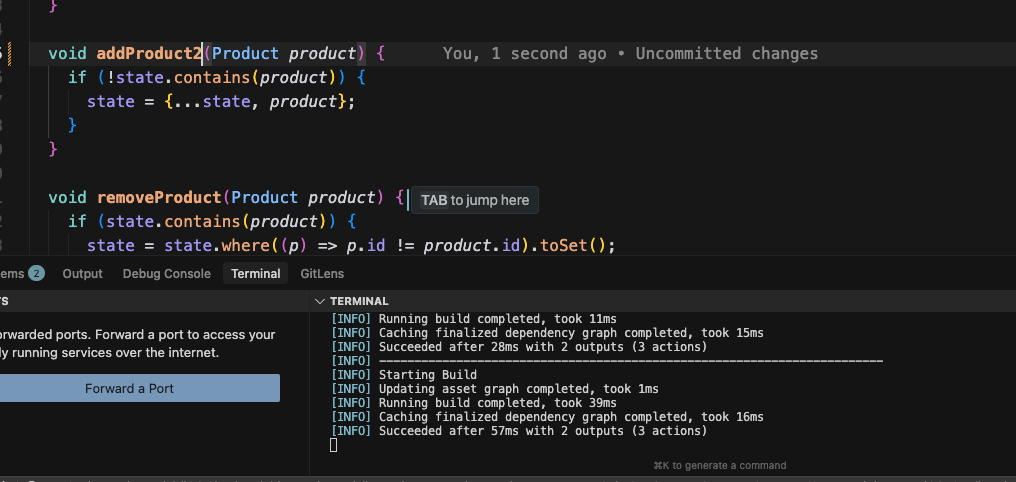 }
void addProduct2(Product product) {      You, 1 second ago • Uncommitted changes
if (!state.contains(product)) {
state = {...state, product};
}
}
void removeProduct(Product product) { TAB to jump here
if (state.contains(product)) {
state = state.where((p) => p.id != product.id).toSet();
ems 2 Output Debug Console Terminal GitLens
TS
TERMINAL
orwarded ports. Forward a port to access your
ly running services over the internet.
Forward a Port
[INFO] Running build completed, took 11ms
[INFO] Caching finalized dependency graph completed, took 15ms
[INFO] Succeeded after 28ms with 2 outputs (3 actions)
[INFO] ------------------------------------------------------------------------
[INFO] Starting Build
[INFO] Updating asset graph completed, took 1ms
[INFO] Running build completed, took 39ms
[INFO] Caching finalized dependency graph completed, took 16ms
[INFO] Succeeded after 57ms with 2 outputs (3 actions)
⌘K to generate a command